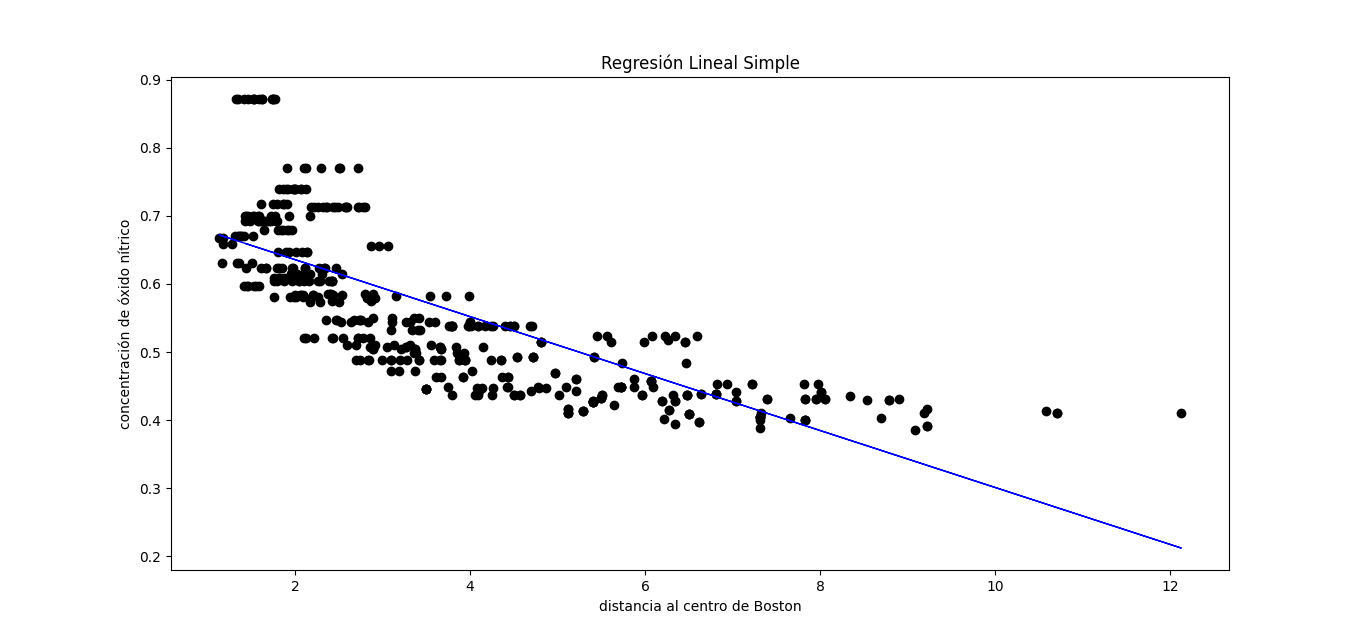 Regresión Lineal Simple
concentración de óxido nítrico
0.9
0.8
0.7
0.6
0.5
0.4
0.3
0.2
2 4 6 8 10 12
distancia al centro de Boston